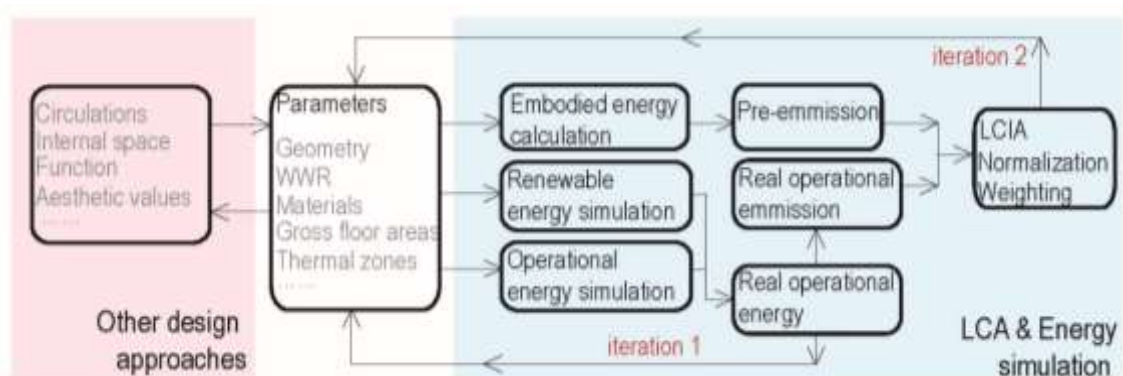 iteration 2
Circulations
Internal space
Function
Aesthetic values
......
Other design
approaches
Parameters
Geometry
WWR
Materials
Gross floor areas
Thermal zones
......
Embodied energy
calculation
Renewable
energy simulation
Operational
energy simulation
Pre-emmission
Real operational
emmission
Real operational
energy
LCIA
Normalization
Weighting
iteration 1
LCA & Energy
simulation